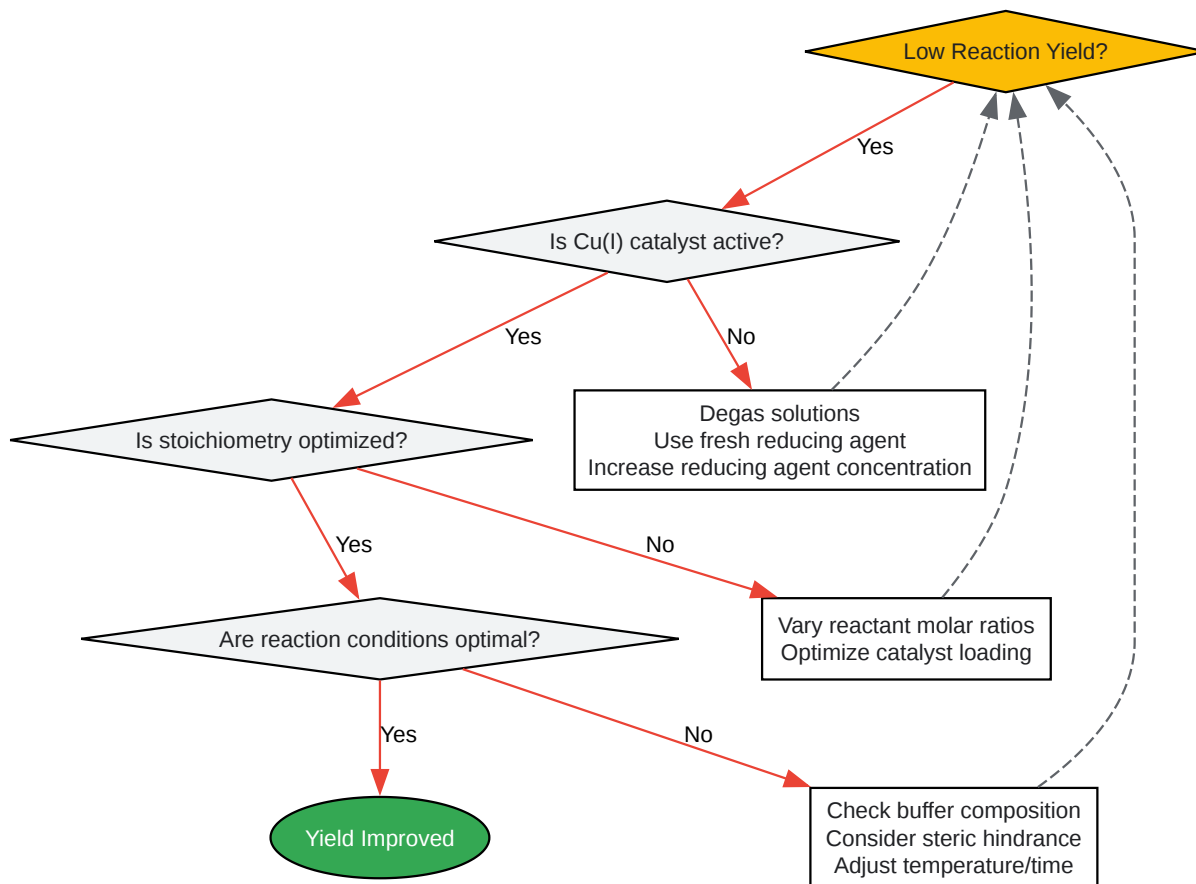 Low Reaction Yield?
Yes
Is Cu(I) catalyst active?
Yes
No
Degas solutions
Use fresh reducing agent
Increase reducing agent concentration
Is stoichiometry optimized?
Yes
No
Vary reactant molar ratios
Optimize catalyst loading
Are reaction conditions optimal?
Yes
No
Yield Improved
Check buffer composition
Consider steric hindrance
Adjust temperature/time